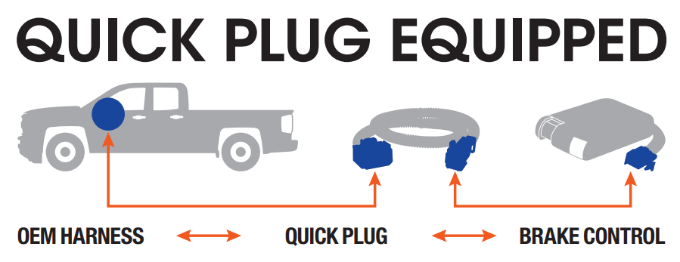 QUICK PLUG EQUIPPED
OEM HARNESS QUICK PLUG BRAKE CONTROL